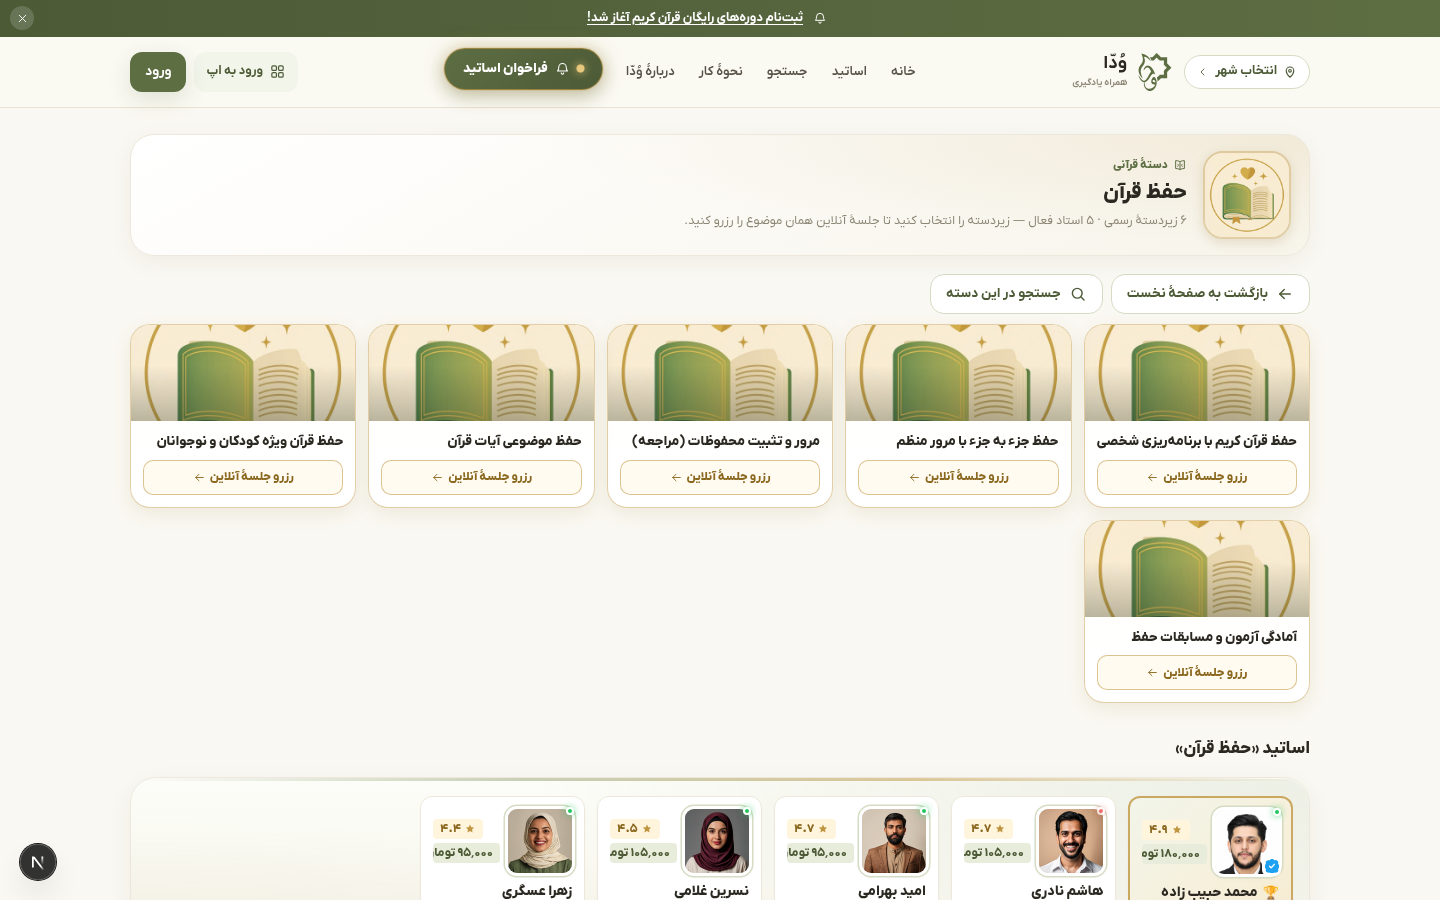 ثبت‌نام دوره‌های رایگان قرآن کریم آغاز شد!
انتخاب شهر
وُدّا
همراه یادگیری
خانه
اساتید
جستجو
نحوهٔ کار
دربارهٔ وُدّا
فراخوان اساتید
ورود به اپ
ورود
دستهٔ قرآنی
حفظ قرآن
۶ زیردستهٔ رسمی · ۵ استاد فعال — زیردسته را انتخاب کنید تا جلسهٔ آنلاین همان موضوع را رزرو کنید.
بازگشت به صفحهٔ نخست
جستجو در این دسته
حفظ قرآن کریم با برنامه‌ریزی شخصی
رزرو جلسهٔ آنلاین
حفظ جزء به جزء با مرور منظم
رزرو جلسهٔ آنلاین
مرور و تثبیت محفوظات (مراجعه)
رزرو جلسهٔ آنلاین
حفظ موضوعی آیات قرآن
رزرو جلسهٔ آنلاین
حفظ قرآن ویژه کودکان و نوجوانان
رزرو جلسهٔ آنلاین
آمادگی آزمون و مسابقات حفظ
رزرو جلسهٔ آنلاین
اساتید «حفظ قرآن»
۴.۹
۱۸۰,۰۰۰ توم
محمد حبیب زاده
۴.۷
۱۰۵,۰۰۰ توم
هاشم نادری
۴.۷
۹۵,۰۰۰ توما
امید بهرامی
۴.۵
۱۰۵,۰۰۰ توم
نسرین غلامی
۴.۴
۹۵,۰۰۰ توما
زهرا عسگری
N